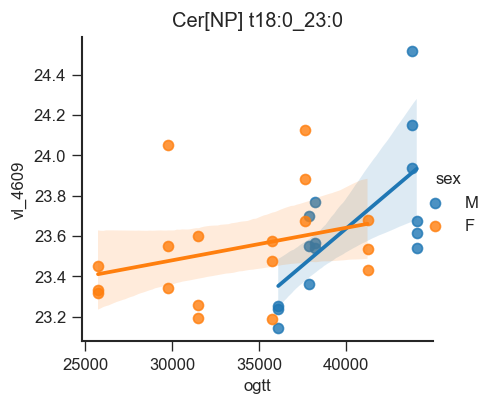 Cer[NP] t18:0_23:0
24.4
24.2
24.0
23.8
23.6
23.4
23.2
vl_4609
25000
30000
35000
40000
ogtt
sex
M
F